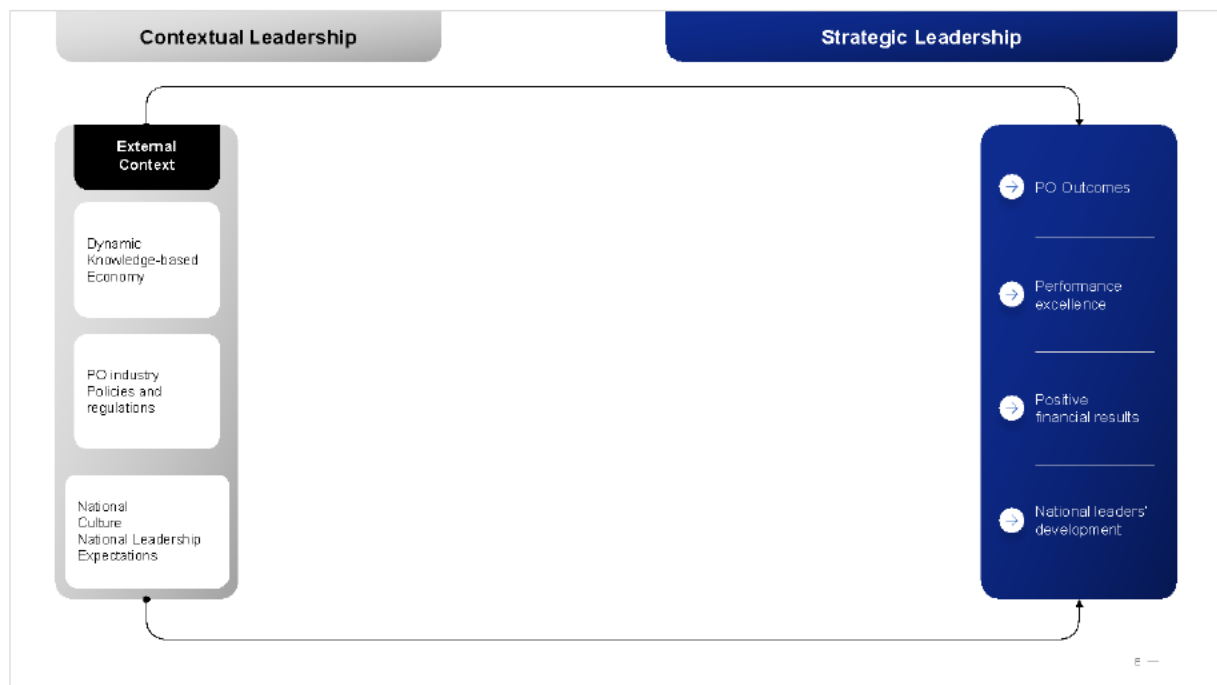 Contextual Leadership
Strategic Leadership
External
Context
Dynamic
Knowledge-based
Economy
PO industry
Policies and
regulations
National
Culture
National Leadership
Expectations
PO Outcomes
Performance
excellence
Positive
financial results
National leaders'
development